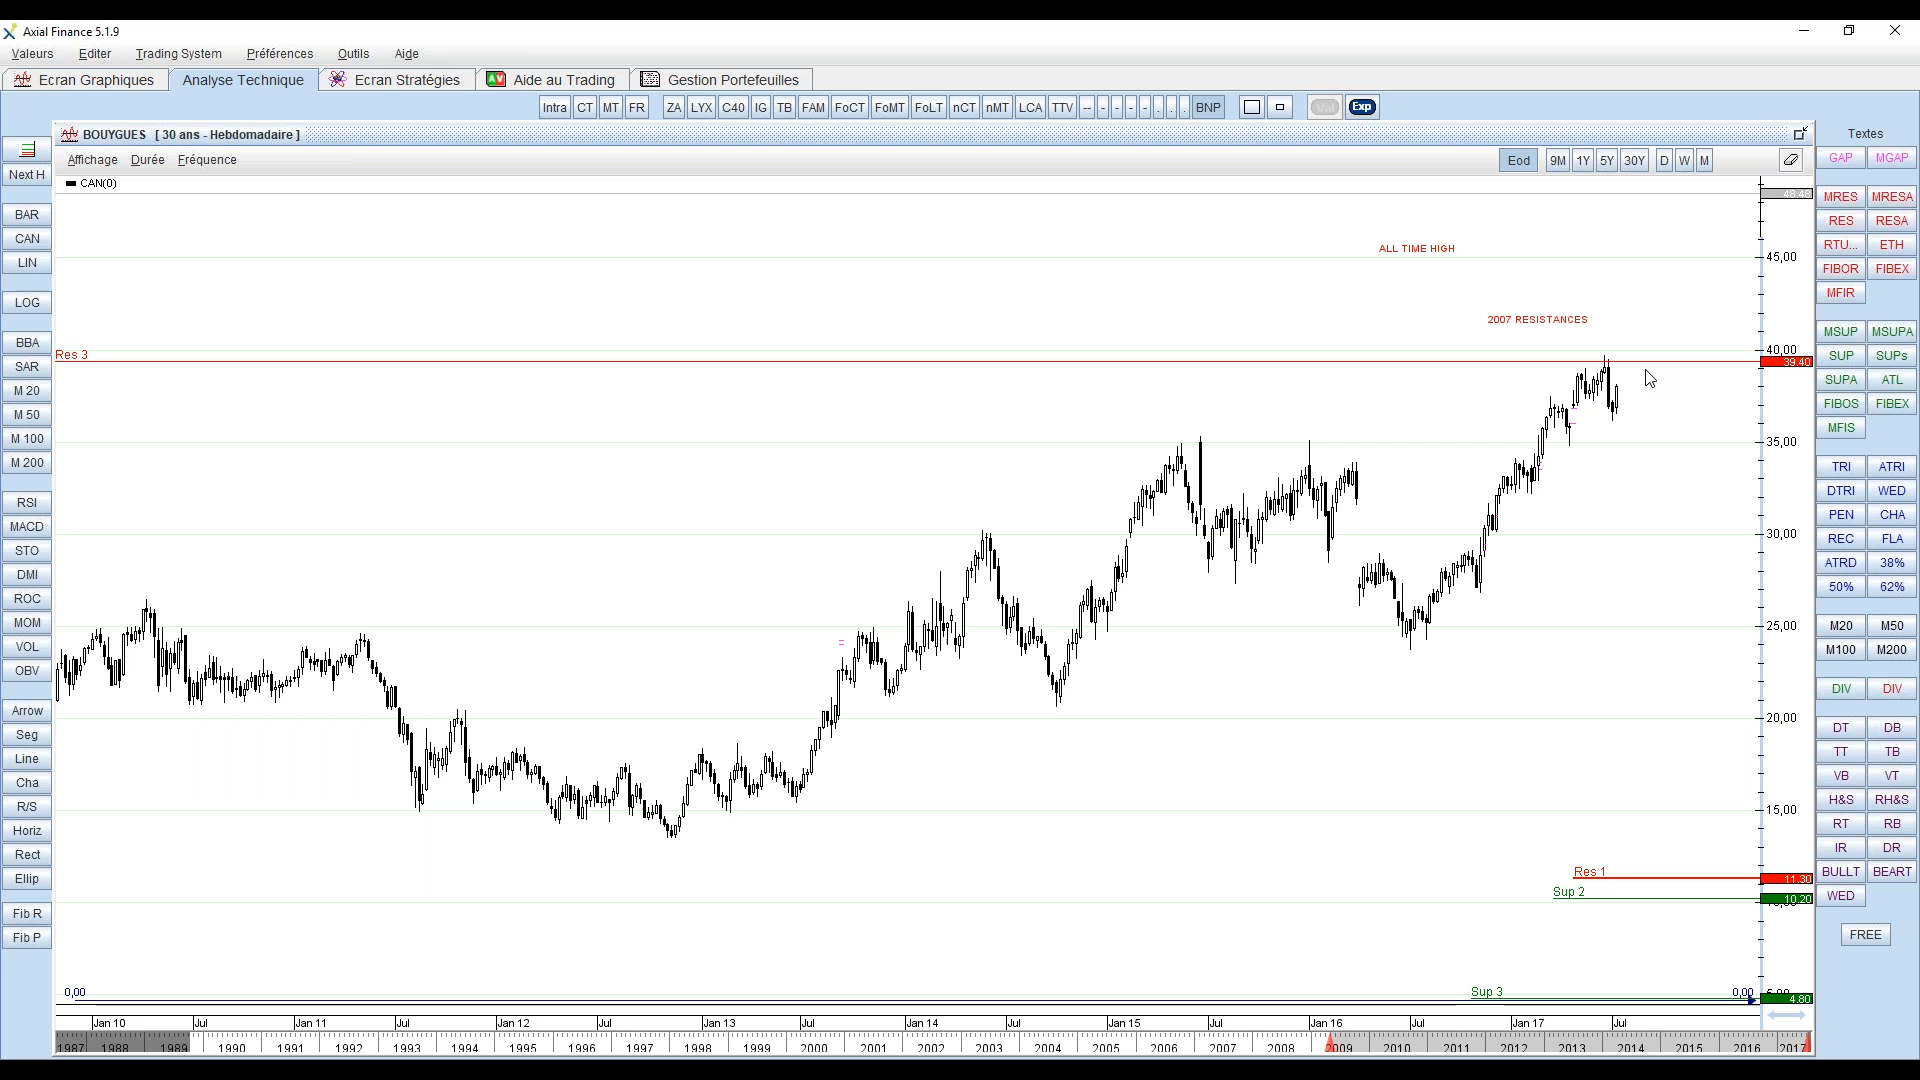 Axial Finance 5.1.9
Valeurs Editer Trading System Préférences Outils Aide
Ecran Graphiques Analyse Technique Ecran Stratégies Aide au Trading Gestion Portefeuilles
Intra CT MT FR ZA LYX C40 IG TB FAM FoCT FoMT FoLT nCT nMT LCA TTV -- - - - - . . . BNP Val Exp
BOUYGUES [ 30 ans - Hebdomadaire ]
Affichage Durée Fréquence Eod 9M 1Y 5Y 30Y D W M
CAN(0)
Next H
BAR
CAN
LIN
LOG
BBA
SAR
M 20
M 50
M 100
M 200
RSI
MACD
STO
DMI
ROC
MOM
VOL
OBV
Arrow
Seg
Line
Cha
R/S
Horiz
Rect
Ellip
Fib R
Fib P
ALL TIME HIGH
2007 RESISTANCES
Res 3
Res 1
Sup 2
Sup 3
0,00 0,00
45,00
40,00
39.40
35,00
30,00
25,00
20,00
15,00
11.30
10.20
4.80
Jan 10 Jul Jan 11 Jul Jan 12 Jul Jan 13 Jul Jan 14 Jul Jan 15 Jul Jan 16 Jul Jan 17 Jul
1987 1988 1989 1990 1991 1992 1993 1994 1995 1996 1997 1998 1999 2000 2001 2002 2003 2004 2005 2006 2007 2008 2009 2010 2011 2012 2013 2014 2015 2016 2017
Textes
GAP MGAP
MRES MRESA
RES RESA
RTU... ETH
FIBOR FIBEX
MFIR
MSUP MSUPA
SUP SUPs
SUPA ATL
FIBOS FIBEX
MFIS
TRI ATRI
DTRI WED
PEN CHA
REC FLA
ATRD 38%
50% 62%
M20 M50
M100 M200
DIV DIV
DT DB
TT TB
VB VT
H&S RH&S
RT RB
IR DR
BULLT BEART
WED
FREE